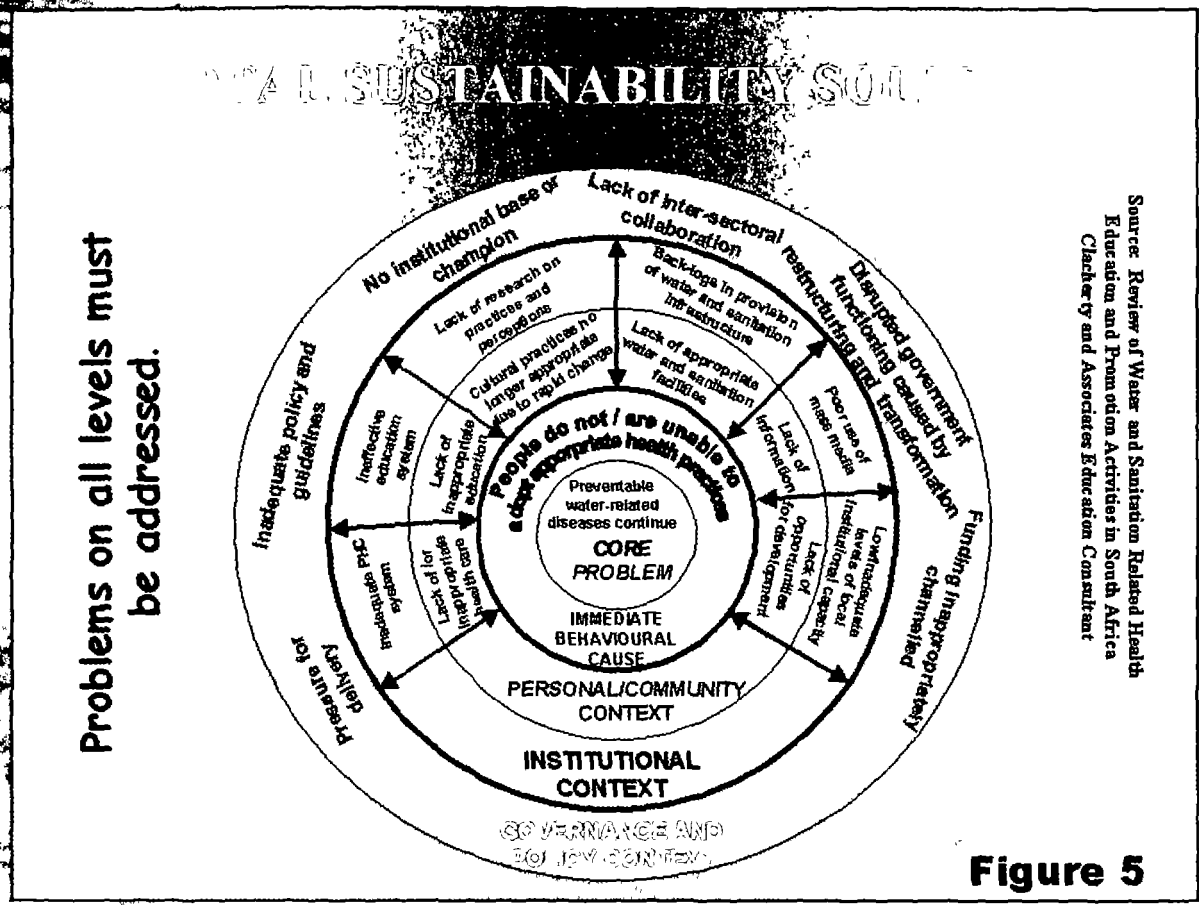 SUSTAINABILITY
Problems on all levels must
be addressed.
Source: Review of Water and Sanitation Related Health
Education and Promotion Activities in South Africa
Clacherty and Associates Education Consultant
Pressure for
delivery
Inadequate policy and
guidelines
No institutional base or
champion
Lack of inter-sectoral
collaboration
Disrupted government
functioning caused by
restructuring and transformation
Funding inappropriately
channelled
Inadequate PHC
system
Ineffective
education
system
Lack of research on
practices and
perceptions
Back-logs in provision
of water and sanitation
infrastructure
Poor use of
mass media
Low/inadequate
levels of local
institutional capacity
Lack of
inappropriate
health care
Lack of
inappropriate
education
Cultural practices no
longer appropriate
due to rapid change
Lack of appropriate
water and sanitation
facilities
Lack of
information
Lack of
opportunities
for development
People do not / are unable to
adopt apporpriate health practices
Preventable
water-related
diseases continue
CORE
PROBLEM
IMMEDIATE
BEHAVIOURAL
CAUSE
PERSONAL/COMMUNITY
CONTEXT
INSTITUTIONAL
CONTEXT
GOVERNANCE AND
POLICY CONTEXT
Figure 5